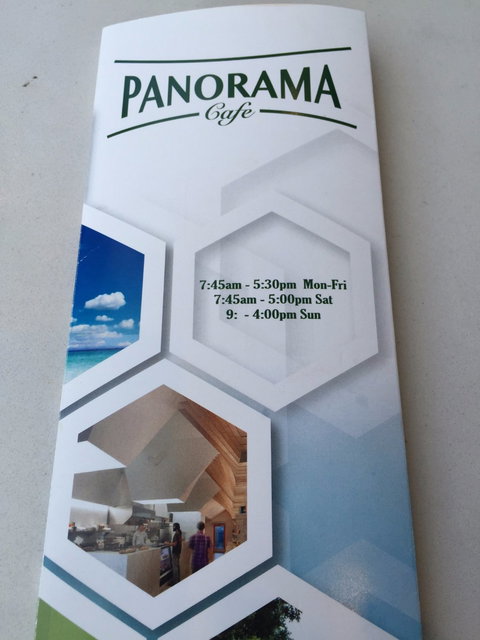 PANORAMA
Cafe
7:45am - 5:30pm Mon-Fri
7:45am - 5:00pm Sat
9: - 4:00pm Sun